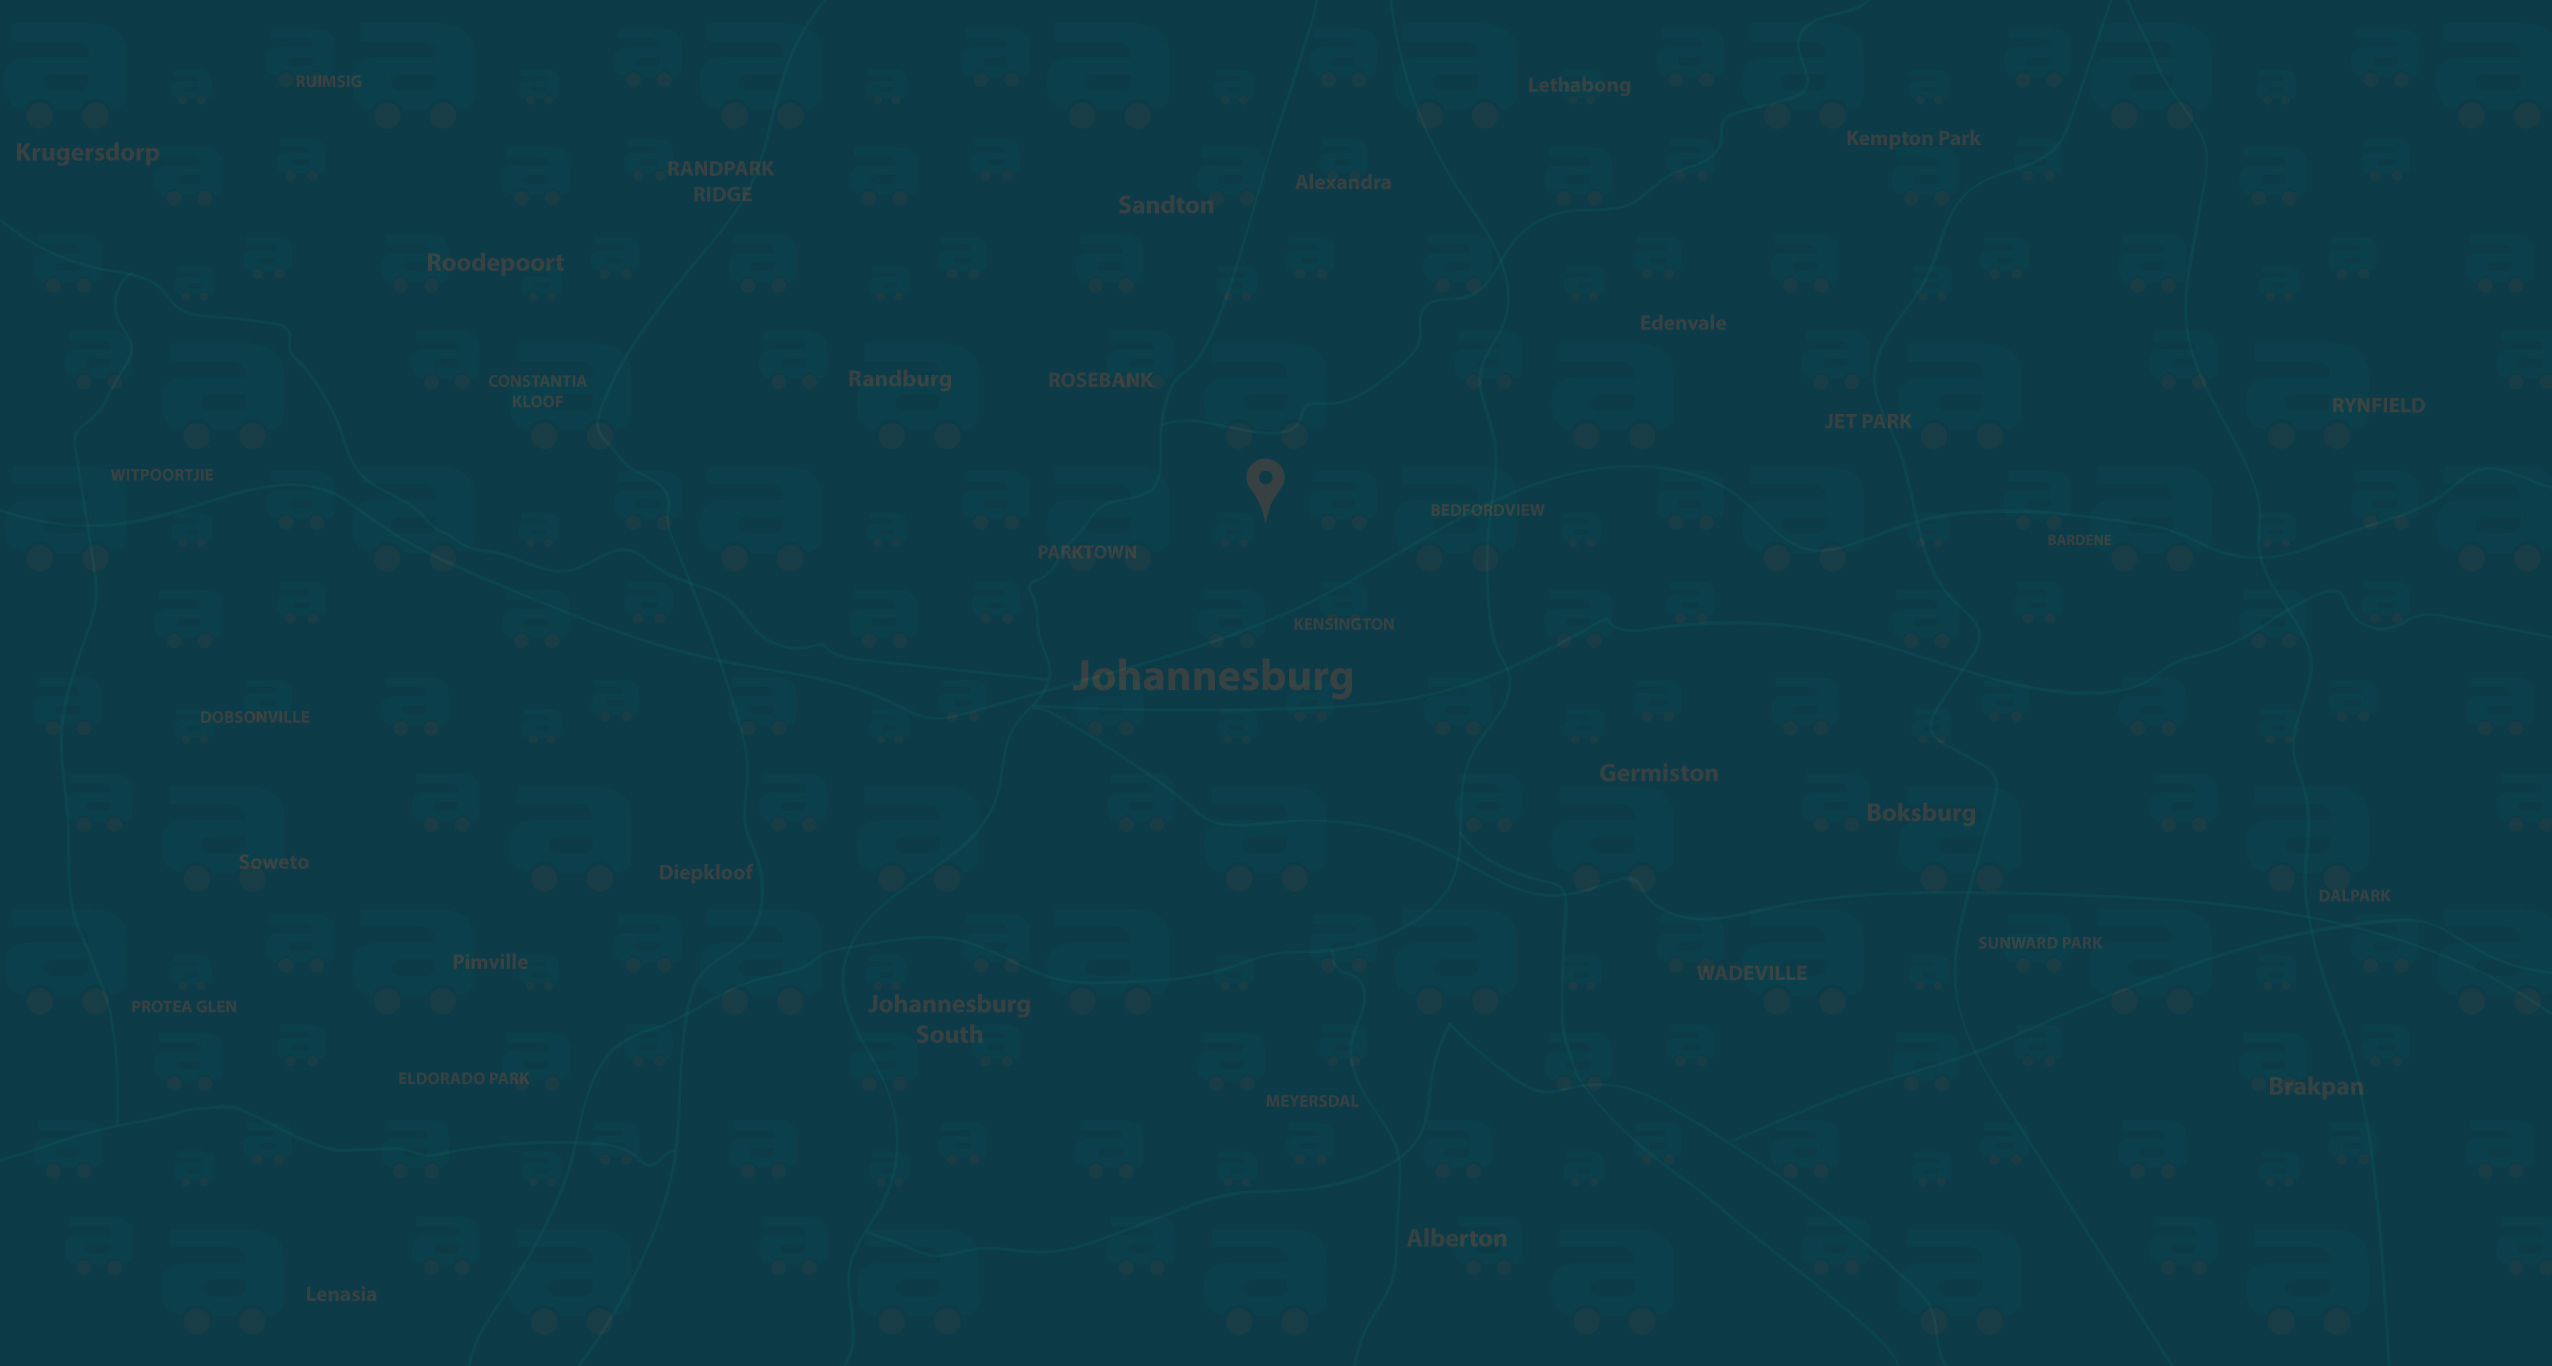 RUIMSIG
Lethabong
Krugersdorp
Kempton Park
RANDPARK
RIDGE
Alexandra
Sandton
Roodepoort
Edenvale
CONSTANTIA
KLOOF
Randburg
ROSEBANK
RYNFIELD
JET PARK
WITPOORTJIE
BEDFORDVIEW
BARDENE
PARKTOWN
KENSINGTON
Johannesburg
DOBSONVILLE
Germiston
Boksburg
Soweto
Diepkloof
DALPARK
SUNWARD PARK
Pimville
WADEVILLE
PROTEA GLEN
Johannesburg
South
ELDORADO PARK
Brakpan
MEYERSDAL
Alberton
Lenasia